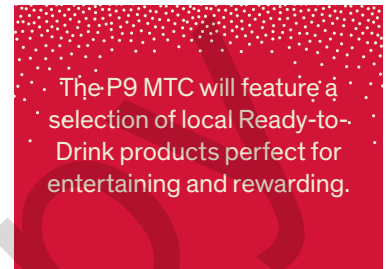 The P9 MTC will feature a
selection of local Ready-to-
Drink products perfect for
entertaining and rewarding.